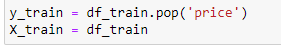 y_train = df_train.pop('price')
X_train = df_train